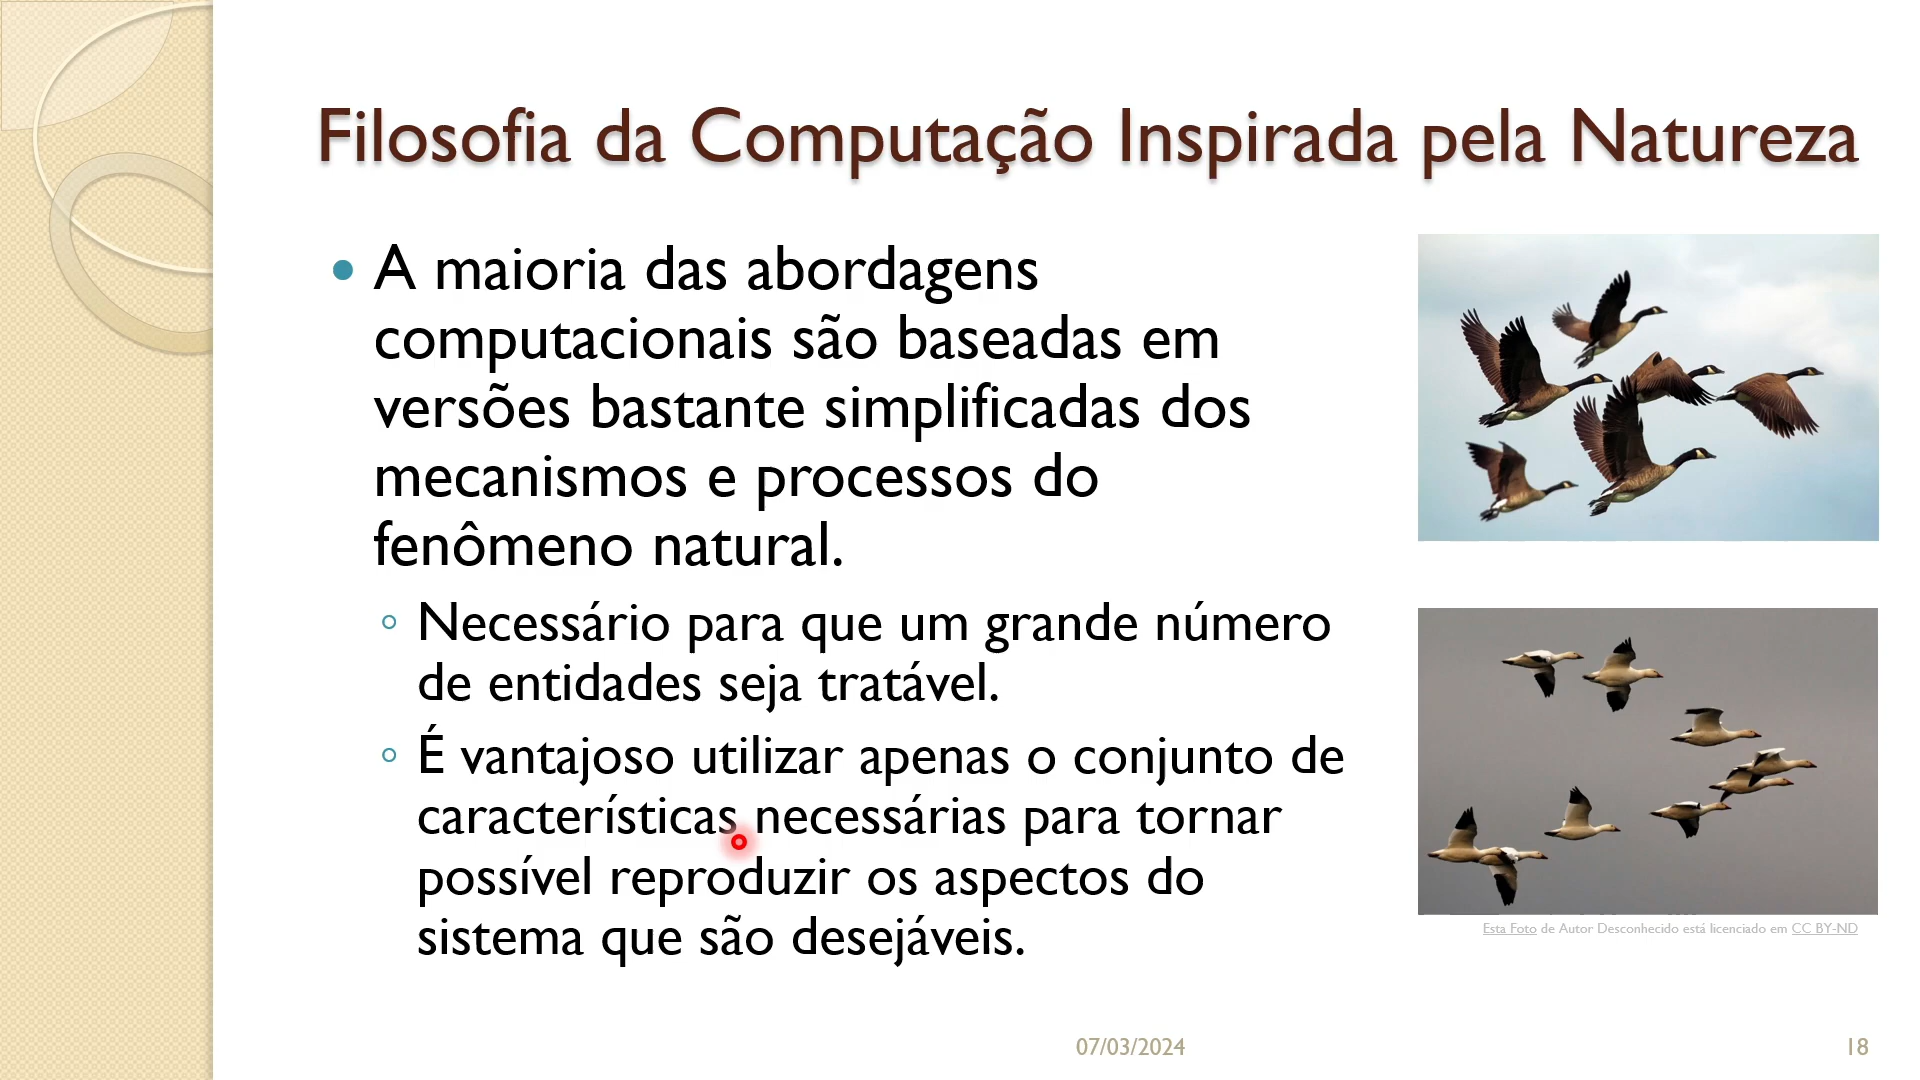 Filosofia da Computação Inspirada pela Natureza
A maioria das abordagens
computacionais são baseadas em
versões bastante simplificadas dos
mecanismos e processos do
fenômeno natural.
Necessário para que um grande número
de entidades seja tratável.
É vantajoso utilizar apenas o conjunto de
características necessárias para tornar
possível reproduzir os aspectos do
sistema que são desejáveis.
Esta Foto de Autor Desconhecido está licenciado em CC BY-ND
07/03/2024
18